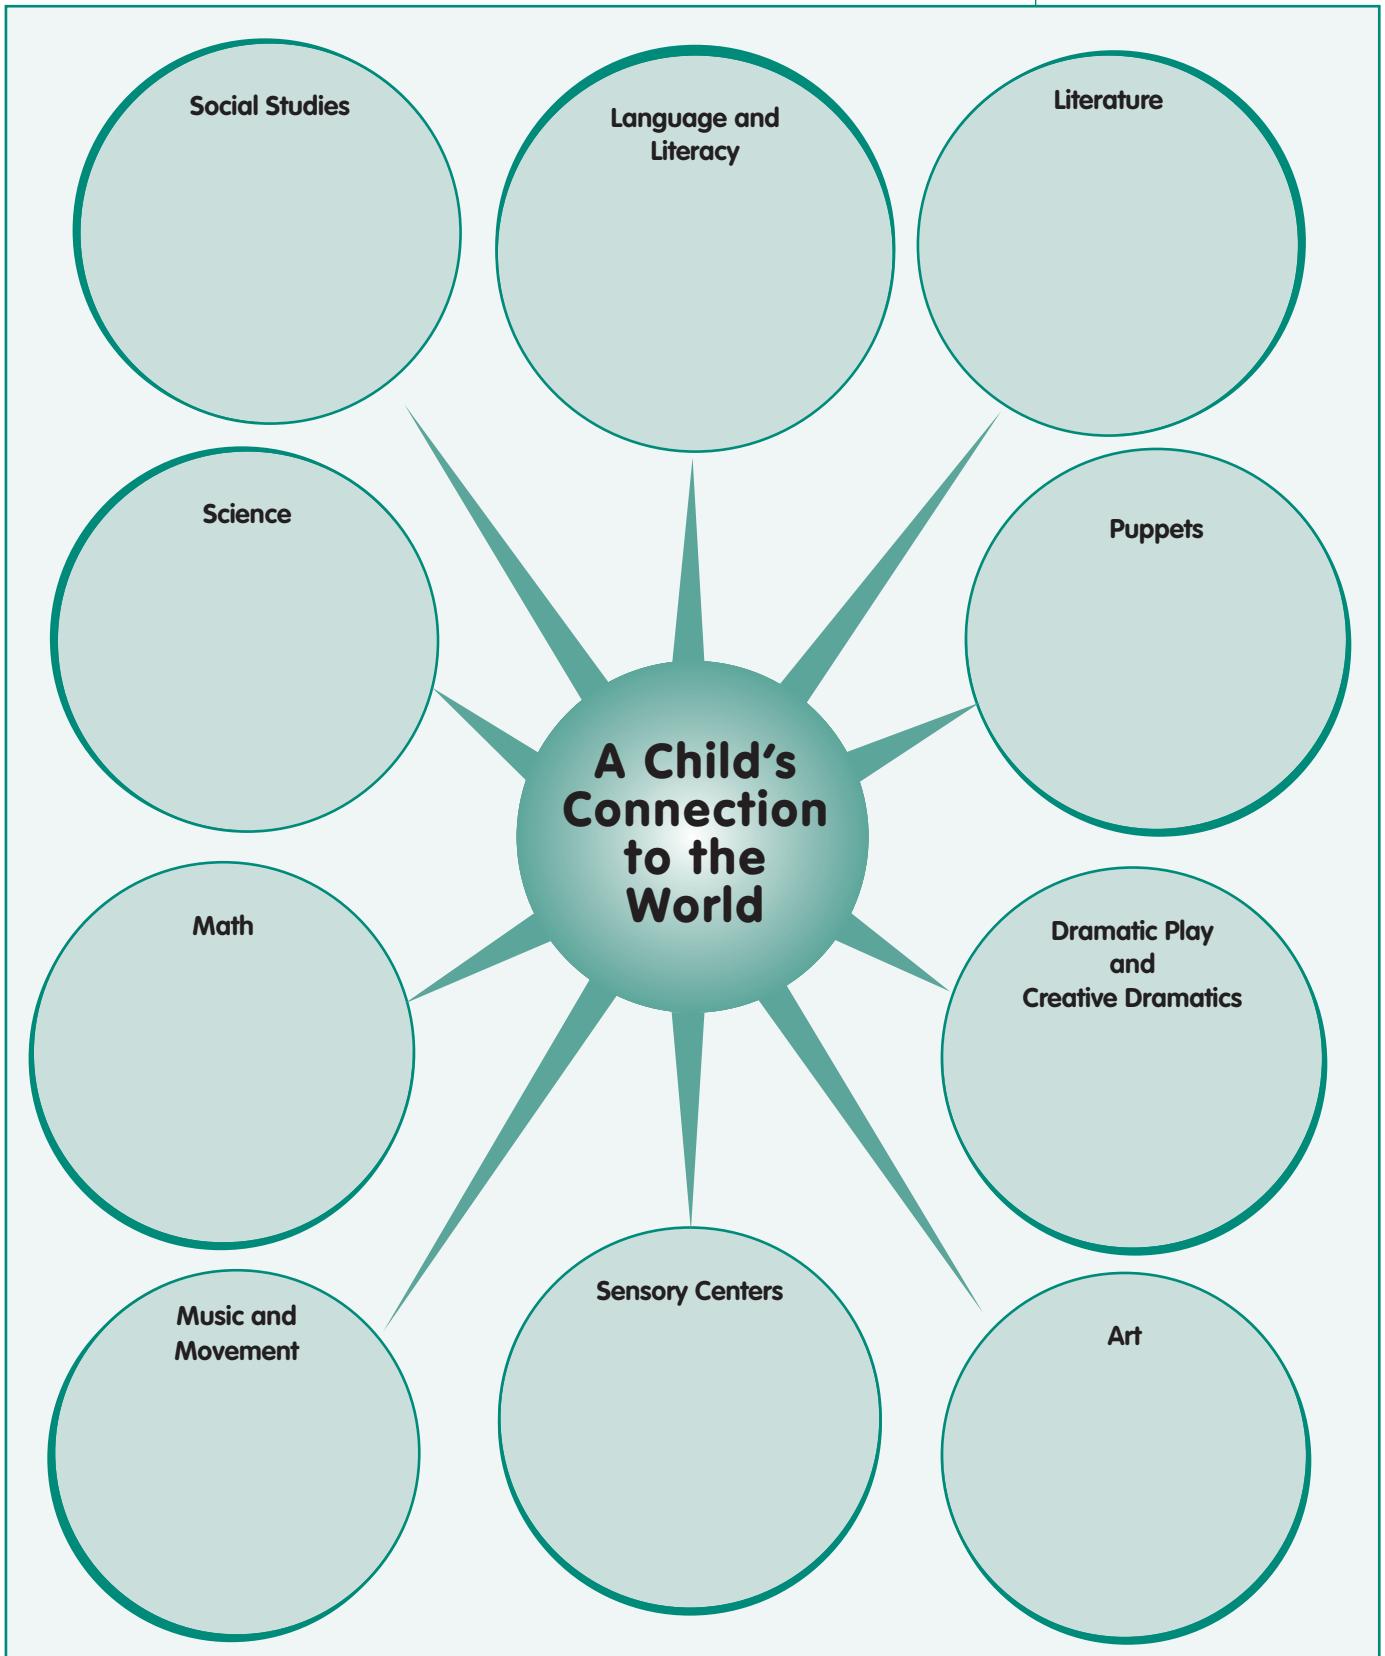 Social Studies
Language and
Literacy
Literature
Science
Puppets
A Child's
Connection
to the
World
Math
Dramatic Play
and
Creative Dramatics
Music and
Movement
Sensory Centers
Art